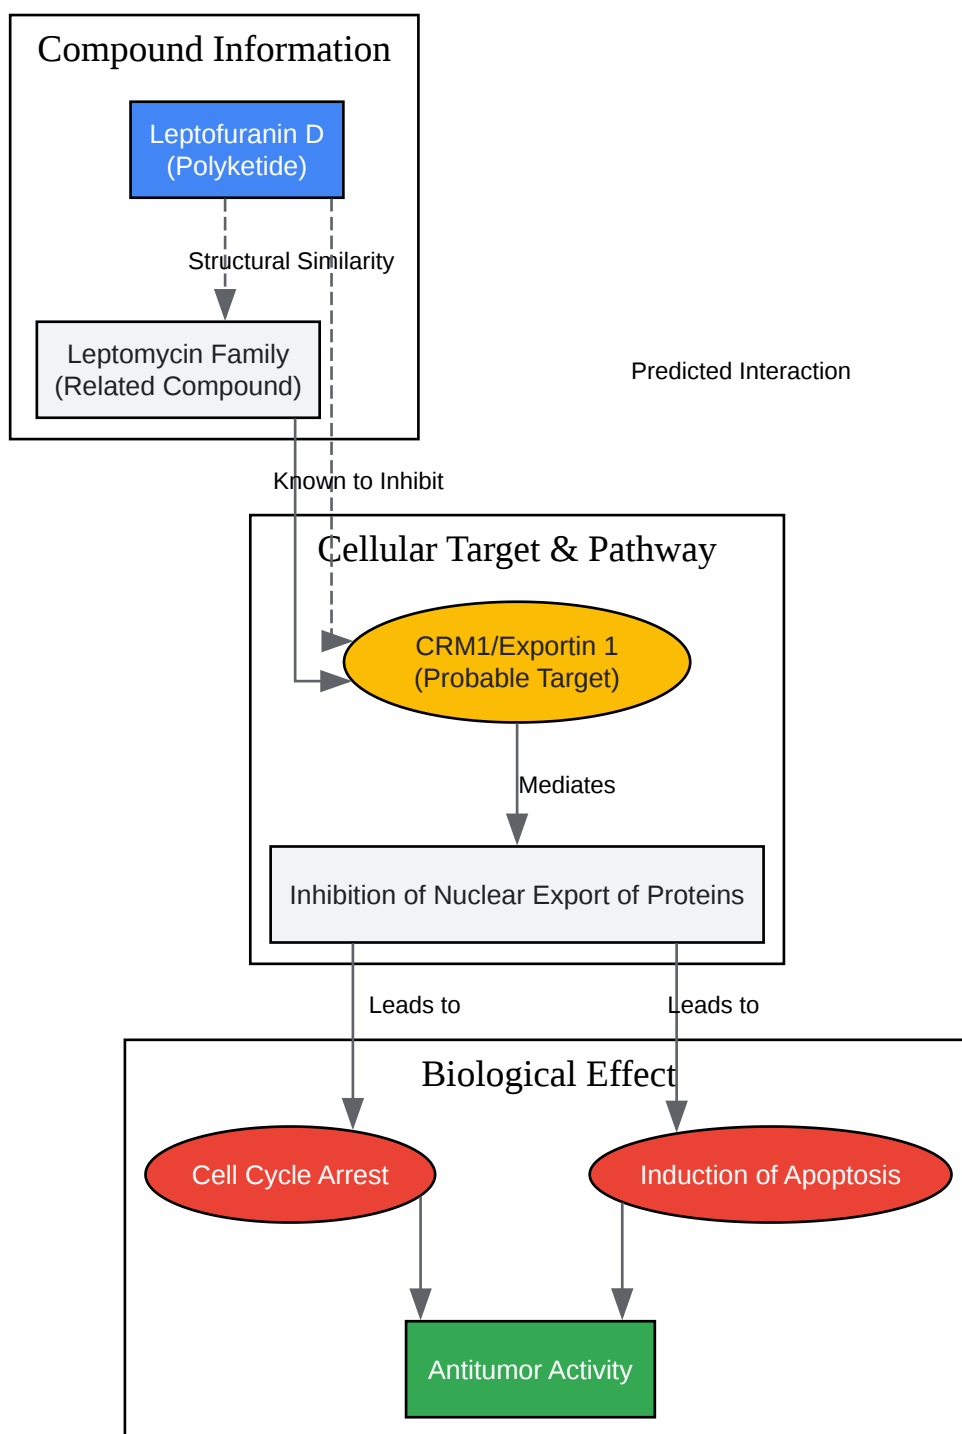 Compound Information
Leptofuranin D
(Polyketide)
Structural Similarity
Leptomycin Family
(Related Compound)
Predicted Interaction
Known to Inhibit
Cellular Target & Pathway
CRM1/Exportin 1
(Probable Target)
Mediates
Inhibition of Nuclear Export of Proteins
Leads to
Leads to
Biological Effect
Cell Cycle Arrest
Induction of Apoptosis
Antitumor Activity